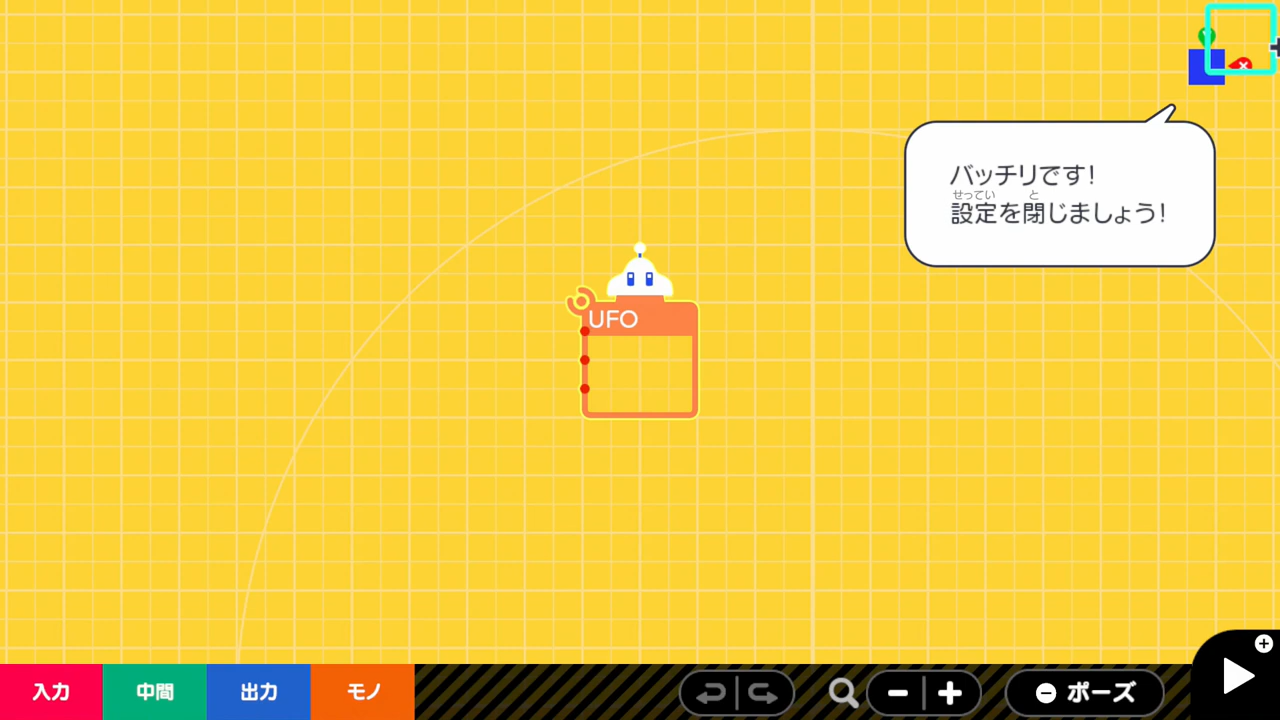 バッチリです!
せってい と
設定を閉じましょう!
UFO
入力
中間
出力
モノ
ポーズ